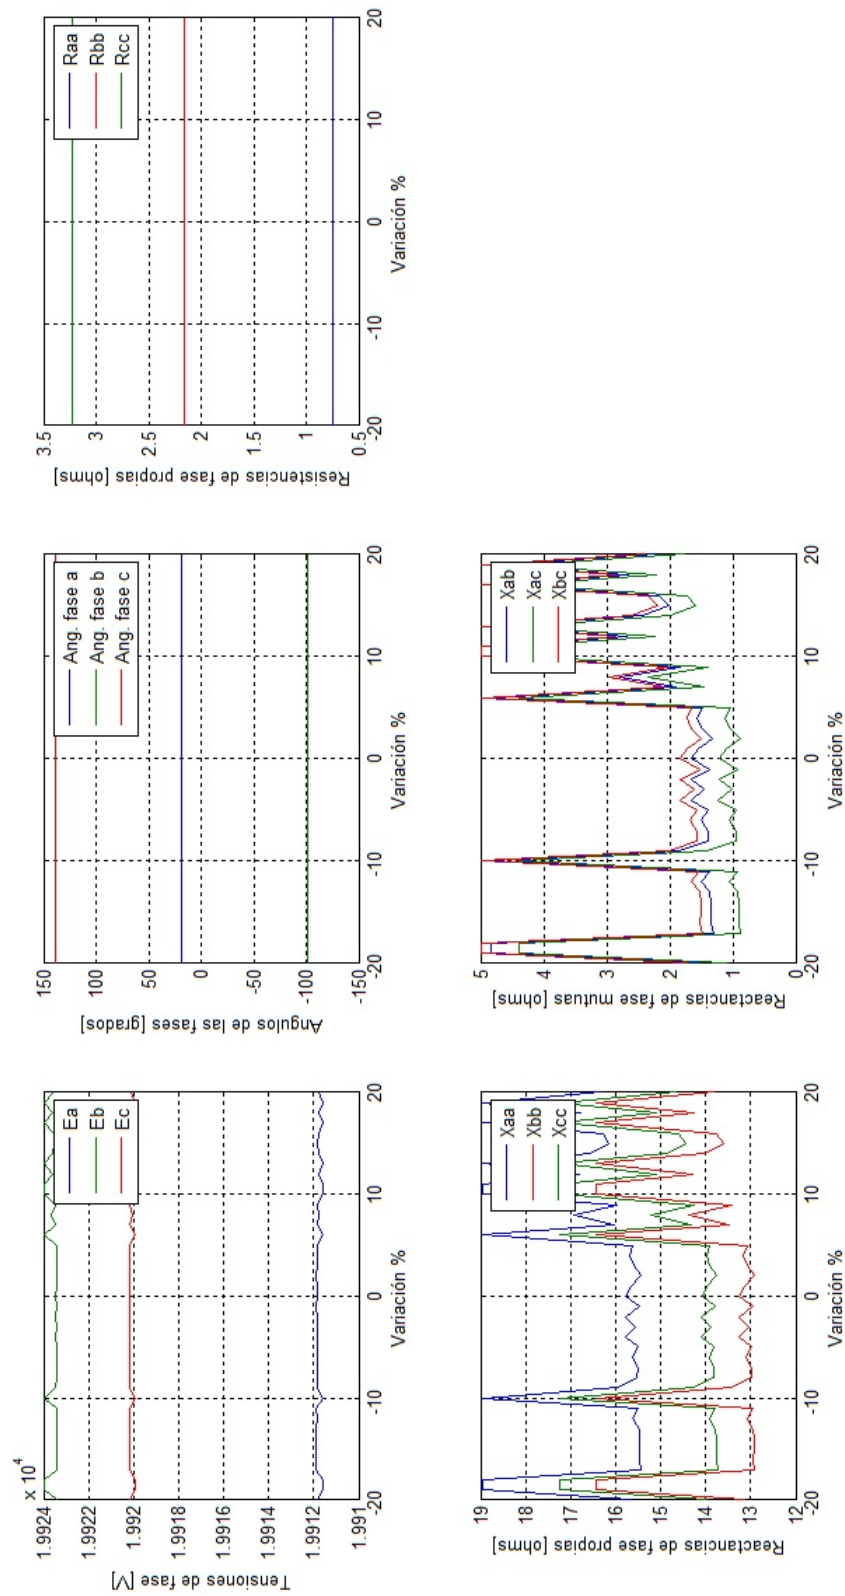 x 10^4
1.9924
1.9922
1.992
1.9918
1.9916
1.9914
1.9912
1.991
Tensiones de fase [V]
-20
-10
0
10
20
Variación %
Ea
Eb
Ec
150
100
50
0
-50
-100
-150
Angulos de las fases [grados]
-20
-10
0
10
20
Variación %
Ang. fase a
Ang. fase b
Ang. fase c
3.5
3
2.5
2
1.5
1
0.5
Resistencias de fase propias [ohms]
-20
-10
0
10
20
Variación %
Raa
Rbb
Rcc
19
18
17
16
15
14
13
12
Reactancias de fase propias [ohms]
-20
-10
0
10
20
Variación %
Xaa
Xbb
Xcc
5
4
3
2
1
0
Reactancias de fase mutuas [ohms]
-20
-10
0
10
20
Variación %
Xab
Xac
Xbc